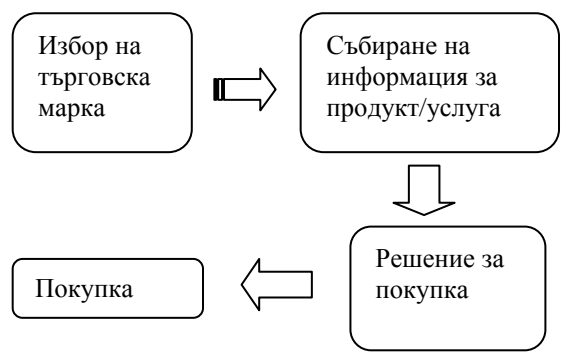 Избор на
търговска
марка
Събиране на
информация за
продукт/услуга
Решение за
покупка
Покупка